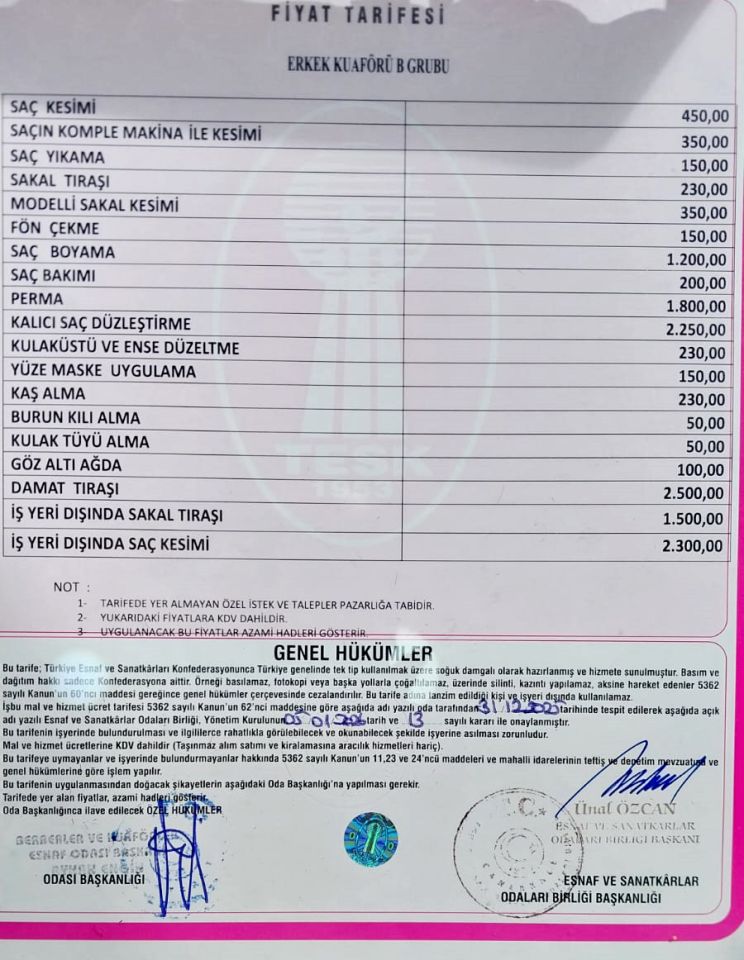 FİYAT TARİFESİ
ERKEK KUAFÖRÜ B GRUBU
SAÇ KESİMİ 450,00
SAÇIN KOMPLE MAKİNA İLE KESİMİ 350,00
SAÇ YIKAMA 150,00
SAKAL TIRAŞI 230,00
MODELLİ SAKAL KESİMİ 350,00
FÖN ÇEKME 150,00
SAÇ BOYAMA 1.200,00
SAÇ BAKIMI 200,00
PERMA 1.800,00
KALICI SAÇ DÜZLEŞTİRME 2.250,00
KULAKÜSTÜ VE ENSE DÜZELTME 230,00
YÜZE MASKE UYGULAMA 150,00
KAŞ ALMA 230,00
BURUN KILI ALMA 50,00
KULAK TÜYÜ ALMA 50,00
GÖZ ALTI AĞDA 100,00
DAMAT TIRAŞI 2.500,00
İŞ YERİ DIŞINDA SAKAL TIRAŞI 1.500,00
İŞ YERİ DIŞINDA SAÇ KESİMİ 2.300,00
TESK
NOT :
1- TARİFEDE YER ALMAYAN ÖZEL İSTEK VE TALEPLER PAZARLIĞA TABİDİR.
2- YUKARIDAKİ FİYATLARA KDV DAHİLDİR.
3- UYGULANACAK BU FİYATLAR AZAMİ HADLERİ GÖSTERİR.
GENEL HÜKÜMLER
Bu tarife; Türkiye Esnaf ve Sanatkârları Konfederasyonunca Türkiye genelinde tek tip kullanılmak üzere soğuk damgalı olarak hazırlanmış ve hizmete sunulmuştur. Basım ve
dağıtım hakkı sadece Konfederasyona aittir. Örneği basılamaz, fotokopi veya başka yollarla çoğaltılamaz, üzerinde silinti, kazıntı yapılamaz, aksine hareket edenler 5362
sayılı Kanun'un 60'ncı maddesi gereğince genel hükümler çerçevesinde cezalandırılır. Bu tarife adına tanzim edildiği kişi ve işyeri dışında kullanılamaz.
İşbu mal ve hizmet ücret tarifesi 5362 sayılı Kanun'un 62'nci maddesine göre aşağıda adı yazılı oda tarafından 31.12.2025 tarihinde tespit edilerek aşağıda açık
adı yazılı Esnaf ve Sanatkârlar Odaları Birliği, Yönetim Kurulunun 05.01.2026 tarih ve 13 sayılı kararı ile onaylanmıştır.
Bu tarifenin işyerinde bulundurulması ve ilgililerce rahatlıkla görülebilecek ve okunabilecek şekilde işyerine asılması zorunludur.
Mal ve hizmet ücretlerine KDV dahildir (Taşınmaz alım satımı ve kiralamasına aracılık hizmetleri hariç).
Bu tarifeye uymayanlar ve işyerinde bulundurmayanlar hakkında 5362 sayılı Kanun'un 11,23 ve 24'ncü maddeleri ve mahalli idarelerinin teftiş ve denetim mevzuatına ve
genel hükümlerine göre işlem yapılır.
Bu tarifenin uygulanmasından doğacak şikayetlerin aşağıdaki Oda Başkanlığı'na yapılması gerekir.
Tarifede yer alan fiyatlar, azami hadleri gösterir.
Oda Başkanlığınca ilave edilecek ÖZEL HÜKÜMLER
BERBERLER VE KUAFÖR
ESNAF ODASI BAŞK
ODASI BAŞKANLIĞI
T.C.
Ünal ÖZCAN
ESNAF VE SANATKARLAR
ODALARI BİRLİĞİ BAŞKANI
ESNAF VE SANATKÂRLAR
ODALARI BİRLİĞİ BAŞKANLIĞI